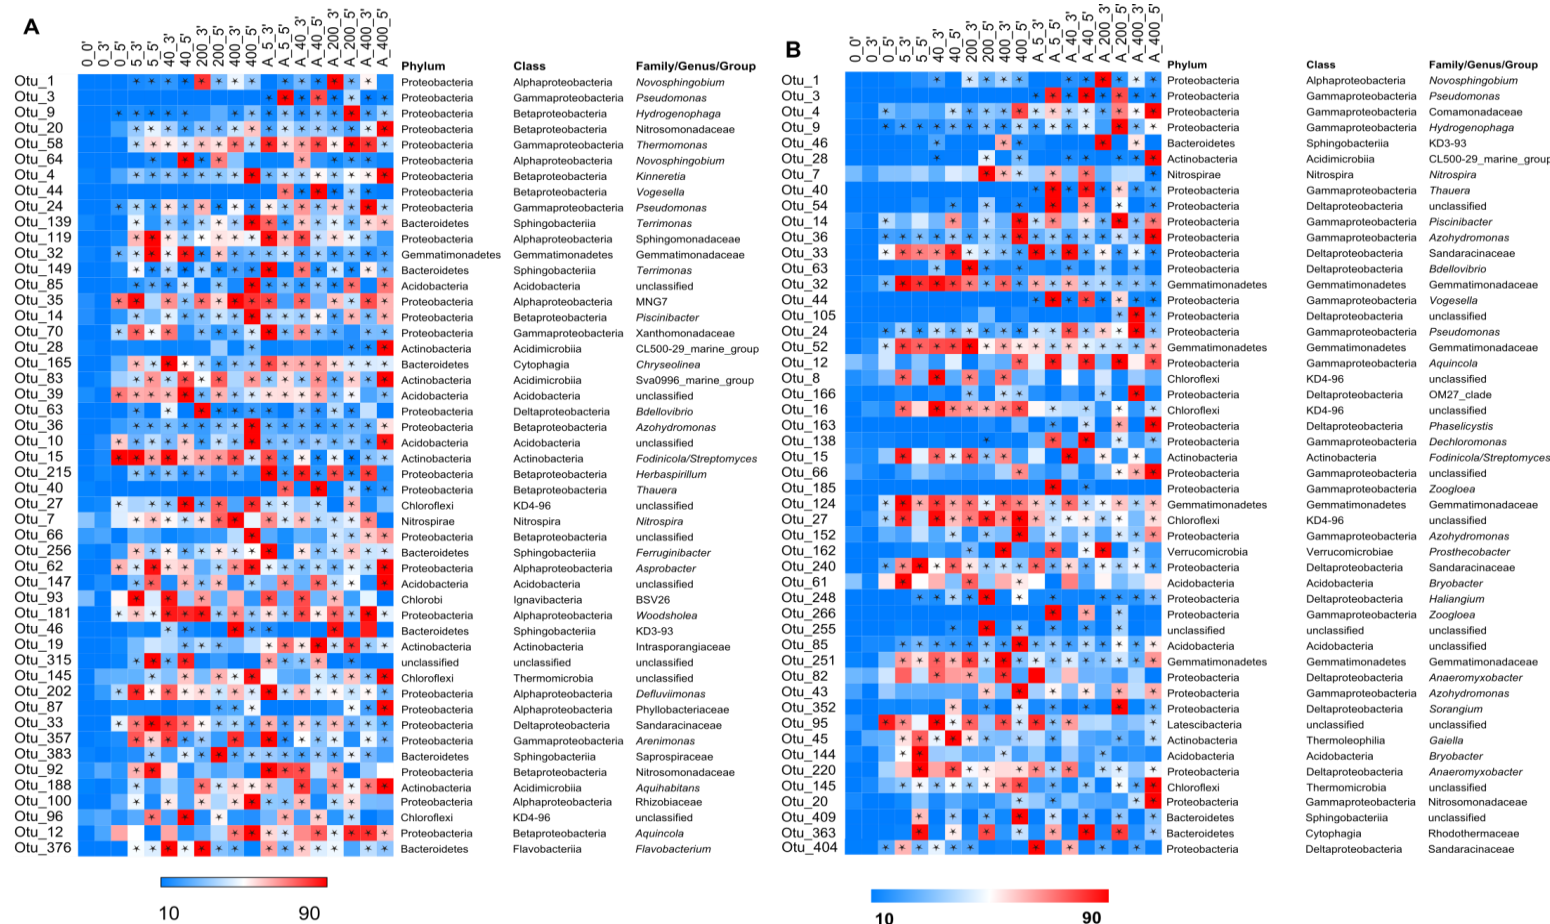 A
0_0' 0_3' 0_5' 5_3' 5_5' 40_3' 40_5' 200_3' 200_5' 400_3' 400_5' A_5_3' A_5_5' A_40_3' A_40_5' A_200_3' A_200_5' A_400_3' A_400_5'
Phylum Class Family/Genus/Group
Otu_1 Proteobacteria Alphaproteobacteria Novosphingobium
Otu_3 Proteobacteria Gammaproteobacteria Pseudomonas
Otu_9 Proteobacteria Betaproteobacteria Hydrogenophaga
Otu_20 Proteobacteria Betaproteobacteria Nitrosomonadaceae
Otu_58 Proteobacteria Gammaproteobacteria Thermomonas
Otu_64 Proteobacteria Alphaproteobacteria Novosphingobium
Otu_4 Proteobacteria Betaproteobacteria Kinneretia
Otu_44 Proteobacteria Betaproteobacteria Vogesella
Otu_24 Proteobacteria Gammaproteobacteria Pseudomonas
Otu_139 Bacteroidetes Sphingobacteriia Terrimonas
Otu_119 Proteobacteria Alphaproteobacteria Sphingomonadaceae
Otu_32 Gemmatimonadetes Gemmatimonadetes Gemmatimonadaceae
Otu_149 Bacteroidetes Sphingobacteriia Terrimonas
Otu_85 Acidobacteria Acidobacteria unclassified
Otu_35 Proteobacteria Alphaproteobacteria MNG7
Otu_14 Proteobacteria Betaproteobacteria Piscinibacter
Otu_70 Proteobacteria Gammaproteobacteria Xanthomonadaceae
Otu_28 Actinobacteria Acidimicrobiia CL500-29_marine_group
Otu_165 Bacteroidetes Cytophagia Chryseolinea
Otu_83 Actinobacteria Acidimicrobiia Sva0996_marine_group
Otu_39 Acidobacteria Acidobacteria unclassified
Otu_63 Proteobacteria Deltaproteobacteria Bdellovibrio
Otu_36 Proteobacteria Betaproteobacteria Azohydromonas
Otu_10 Acidobacteria Acidobacteria unclassified
Otu_15 Actinobacteria Actinobacteria Fodinicola/Streptomyces
Otu_215 Proteobacteria Betaproteobacteria Herbaspirillum
Otu_40 Proteobacteria Betaproteobacteria Thauera
Otu_27 Chloroflexi KD4-96 unclassified
Otu_7 Nitrospirae Nitrospira Nitrospira
Otu_66 Proteobacteria Betaproteobacteria unclassified
Otu_256 Bacteroidetes Sphingobacteriia Ferruginibacter
Otu_62 Proteobacteria Alphaproteobacteria Asprobacter
Otu_147 Acidobacteria Acidobacteria unclassified
Otu_93 Chlorobi Ignavibacteria BSV26
Otu_181 Proteobacteria Alphaproteobacteria Woodsholea
Otu_46 Bacteroidetes Sphingobacteriia KD3-93
Otu_19 Actinobacteria Actinobacteria Intrasporangiaceae
Otu_315 unclassified unclassified unclassified
Otu_145 Chloroflexi Thermomicrobia unclassified
Otu_202 Proteobacteria Alphaproteobacteria Defluviimonas
Otu_87 Proteobacteria Alphaproteobacteria Phyllobacteriaceae
Otu_33 Proteobacteria Deltaproteobacteria Sandaracinaceae
Otu_357 Proteobacteria Gammaproteobacteria Arenimonas
Otu_383 Bacteroidetes Sphingobacteriia Saprospiraceae
Otu_92 Proteobacteria Betaproteobacteria Nitrosomonadaceae
Otu_188 Actinobacteria Acidimicrobiia Aquihabitans
Otu_100 Proteobacteria Alphaproteobacteria Rhizobiaceae
Otu_96 Chloroflexi KD4-96 unclassified
Otu_12 Proteobacteria Betaproteobacteria Aquincola
Otu_376 Bacteroidetes Flavobacteriia Flavobacterium
10 90
B
0_0' 0_3' 0_5' 5_3' 5_5' 40_3' 40_5' 200_3' 200_5' 400_3' 400_5' A_5_3' A_5_5' A_40_3' A_40_5' A_200_3' A_200_5' A_400_3' A_400_5'
Phylum Class Family/Genus/Group
Otu_1 Proteobacteria Alphaproteobacteria Novosphingobium
Otu_3 Proteobacteria Gammaproteobacteria Pseudomonas
Otu_4 Proteobacteria Gammaproteobacteria Comamonadaceae
Otu_9 Proteobacteria Gammaproteobacteria Hydrogenophaga
Otu_46 Bacteroidetes Sphingobacteriia KD3-93
Otu_28 Actinobacteria Acidimicrobiia CL500-29_marine_group
Otu_7 Nitrospirae Nitrospira Nitrospira
Otu_40 Proteobacteria Gammaproteobacteria Thauera
Otu_54 Proteobacteria Deltaproteobacteria unclassified
Otu_14 Proteobacteria Gammaproteobacteria Piscinibacter
Otu_36 Proteobacteria Gammaproteobacteria Azohydromonas
Otu_33 Proteobacteria Deltaproteobacteria Sandaracinaceae
Otu_63 Proteobacteria Deltaproteobacteria Bdellovibrio
Otu_32 Gemmatimonadetes Gemmatimonadetes Gemmatimonadaceae
Otu_44 Proteobacteria Gammaproteobacteria Vogesella
Otu_105 Proteobacteria Deltaproteobacteria unclassified
Otu_24 Proteobacteria Gammaproteobacteria Pseudomonas
Otu_52 Gemmatimonadetes Gemmatimonadetes Gemmatimonadaceae
Otu_12 Proteobacteria Gammaproteobacteria Aquincola
Otu_8 Chloroflexi KD4-96 unclassified
Otu_166 Proteobacteria Deltaproteobacteria OM27_clade
Otu_16 Chloroflexi KD4-96 unclassified
Otu_163 Proteobacteria Deltaproteobacteria Phaselicystis
Otu_138 Proteobacteria Gammaproteobacteria Dechloromonas
Otu_15 Actinobacteria Actinobacteria Fodinicola/Streptomyces
Otu_66 Proteobacteria Gammaproteobacteria unclassified
Otu_185 Proteobacteria Gammaproteobacteria Zoogloea
Otu_124 Gemmatimonadetes Gemmatimonadetes Gemmatimonadaceae
Otu_27 Chloroflexi KD4-96 unclassified
Otu_152 Proteobacteria Gammaproteobacteria Azohydromonas
Otu_162 Verrucomicrobia Verrucomicrobiae Prosthecobacter
Otu_240 Proteobacteria Deltaproteobacteria Sandaracinaceae
Otu_61 Acidobacteria Acidobacteria Bryobacter
Otu_248 Proteobacteria Deltaproteobacteria Haliangium
Otu_266 Proteobacteria Gammaproteobacteria Zoogloea
Otu_255 unclassified unclassified unclassified
Otu_85 Acidobacteria Acidobacteria unclassified
Otu_251 Gemmatimonadetes Gemmatimonadetes Gemmatimonadaceae
Otu_82 Proteobacteria Deltaproteobacteria Anaeromyxobacter
Otu_43 Proteobacteria Gammaproteobacteria Azohydromonas
Otu_352 Proteobacteria Deltaproteobacteria Sorangium
Otu_95 Latescibacteria unclassified unclassified
Otu_45 Actinobacteria Thermoleophilia Gaiella
Otu_144 Acidobacteria Acidobacteria Bryobacter
Otu_220 Proteobacteria Deltaproteobacteria Anaeromyxobacter
Otu_145 Chloroflexi Thermomicrobia unclassified
Otu_20 Proteobacteria Gammaproteobacteria Nitrosomonadaceae
Otu_409 Bacteroidetes Sphingobacteriia unclassified
Otu_363 Bacteroidetes Cytophagia Rhodothermaceae
Otu_404 Proteobacteria Deltaproteobacteria Sandaracinaceae
10 90